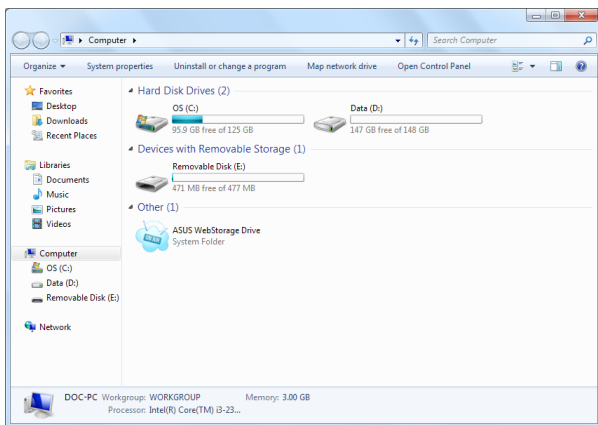 Computer
Search Computer
Organize
System properties
Uninstall or change a program
Map network drive
Open Control Panel
Favorites
Desktop
Downloads
Recent Places
Libraries
Documents
Music
Pictures
Videos
Computer
OS (C:)
Data (D:)
Removable Disk (E:)
Network
Hard Disk Drives (2)
OS (C:)
95.9 GB free of 125 GB
Data (D:)
147 GB free of 148 GB
Devices with Removable Storage (1)
Removable Disk (E:)
471 MB free of 477 MB
Other (1)
ASUS WebStorage Drive
System Folder
DOC-PC Workgroup: WORKGROUP Memory: 3.00 GB
Processor: Intel(R) Core(TM) i3-23...